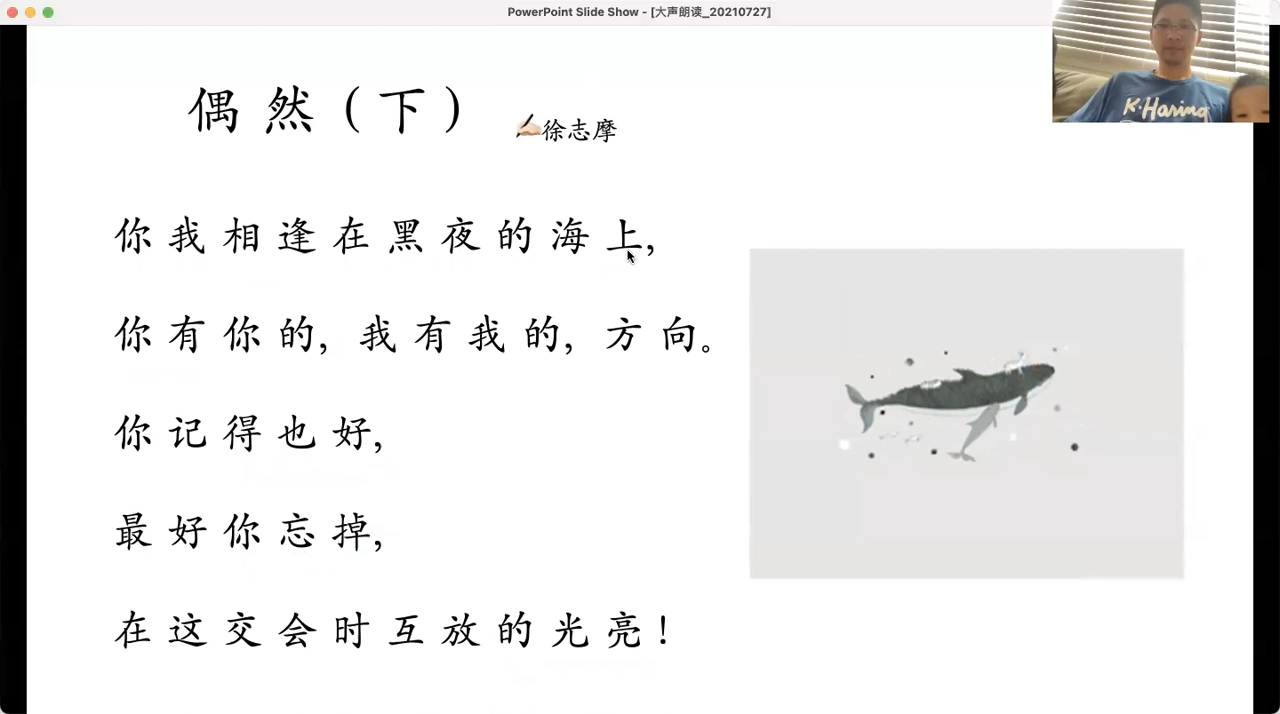 PowerPoint Slide Show - [大声朗读_20210727]
偶然(下)
徐志摩
K.Haring
你我相逢在黑夜的海上,
你有你的,我有我的,方向。
你记得也好,
最好你忘掉,
在这交会时互放的光亮!